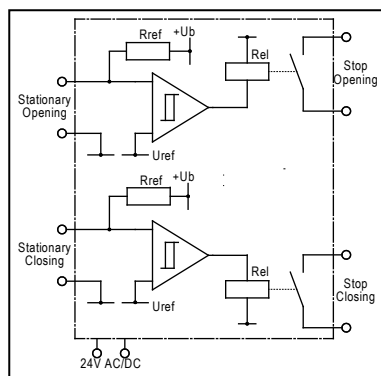 Rref
+Ub
Rel
Stationary
Opening
Stop
Opening
Uref
Rref
+Ub
Stationary
Closing
Rel
Stop
Closing
Uref
24V AC/DC